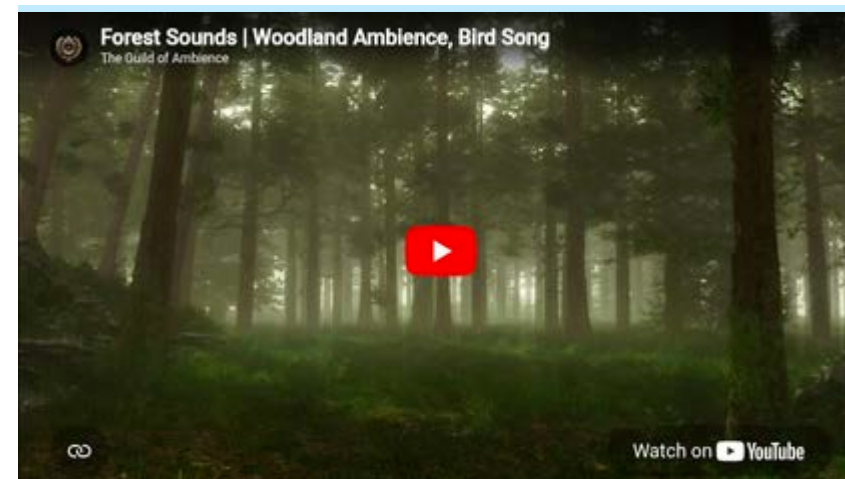 Forest Sounds | Woodland Ambience, Bird Song
The Guild of Ambience
Watch on YouTube